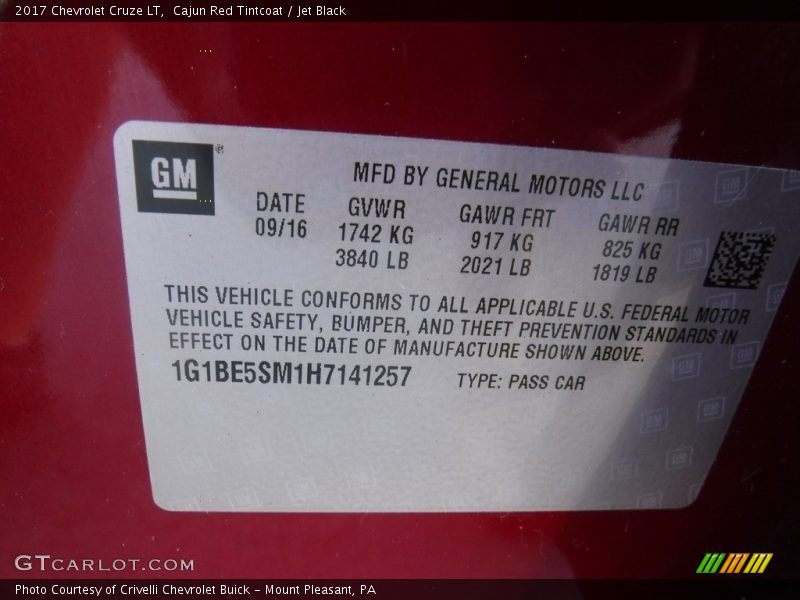 2017 Chevrolet Cruze LT,  Cajun Red Tintcoat / Jet Black
GM®
MFD BY GENERAL MOTORS LLC
DATE GVWR GAWR FRT GAWR RR
09/16 1742 KG 917 KG 825 KG
3840 LB 2021 LB 1819 LB
THIS VEHICLE CONFORMS TO ALL APPLICABLE U.S. FEDERAL MOTOR
VEHICLE SAFETY, BUMPER, AND THEFT PREVENTION STANDARDS IN
EFFECT ON THE DATE OF MANUFACTURE SHOWN ABOVE.
1G1BE5SM1H7141257 TYPE: PASS CAR
GTCARLOT.COM
Photo Courtesy of Crivelli Chevrolet Buick - Mount Pleasant, PA